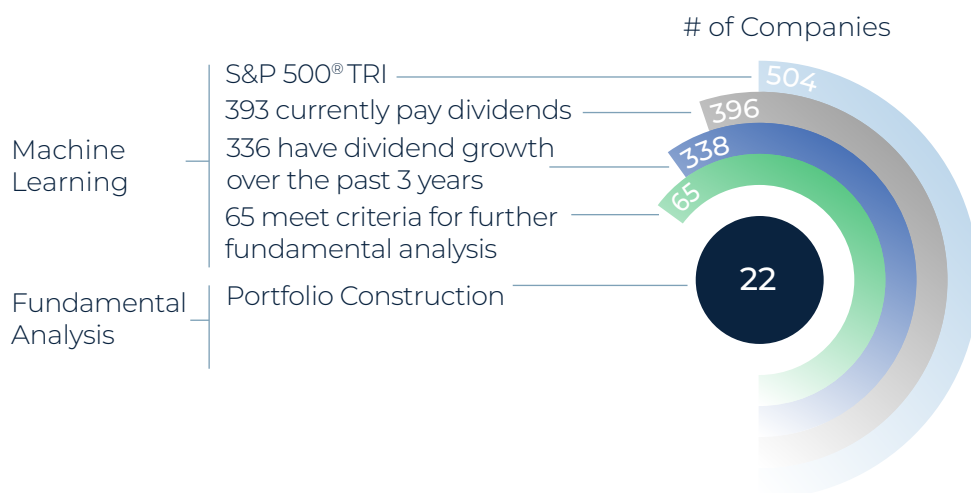 # of Companies
S&P 500® TRI
504
393 currently pay dividends
396
Machine
Learning
336 have dividend growth
over the past 3 years
338
65 meet criteria for further
fundamental analysis
65
Fundamental
Analysis
Portfolio Construction
22